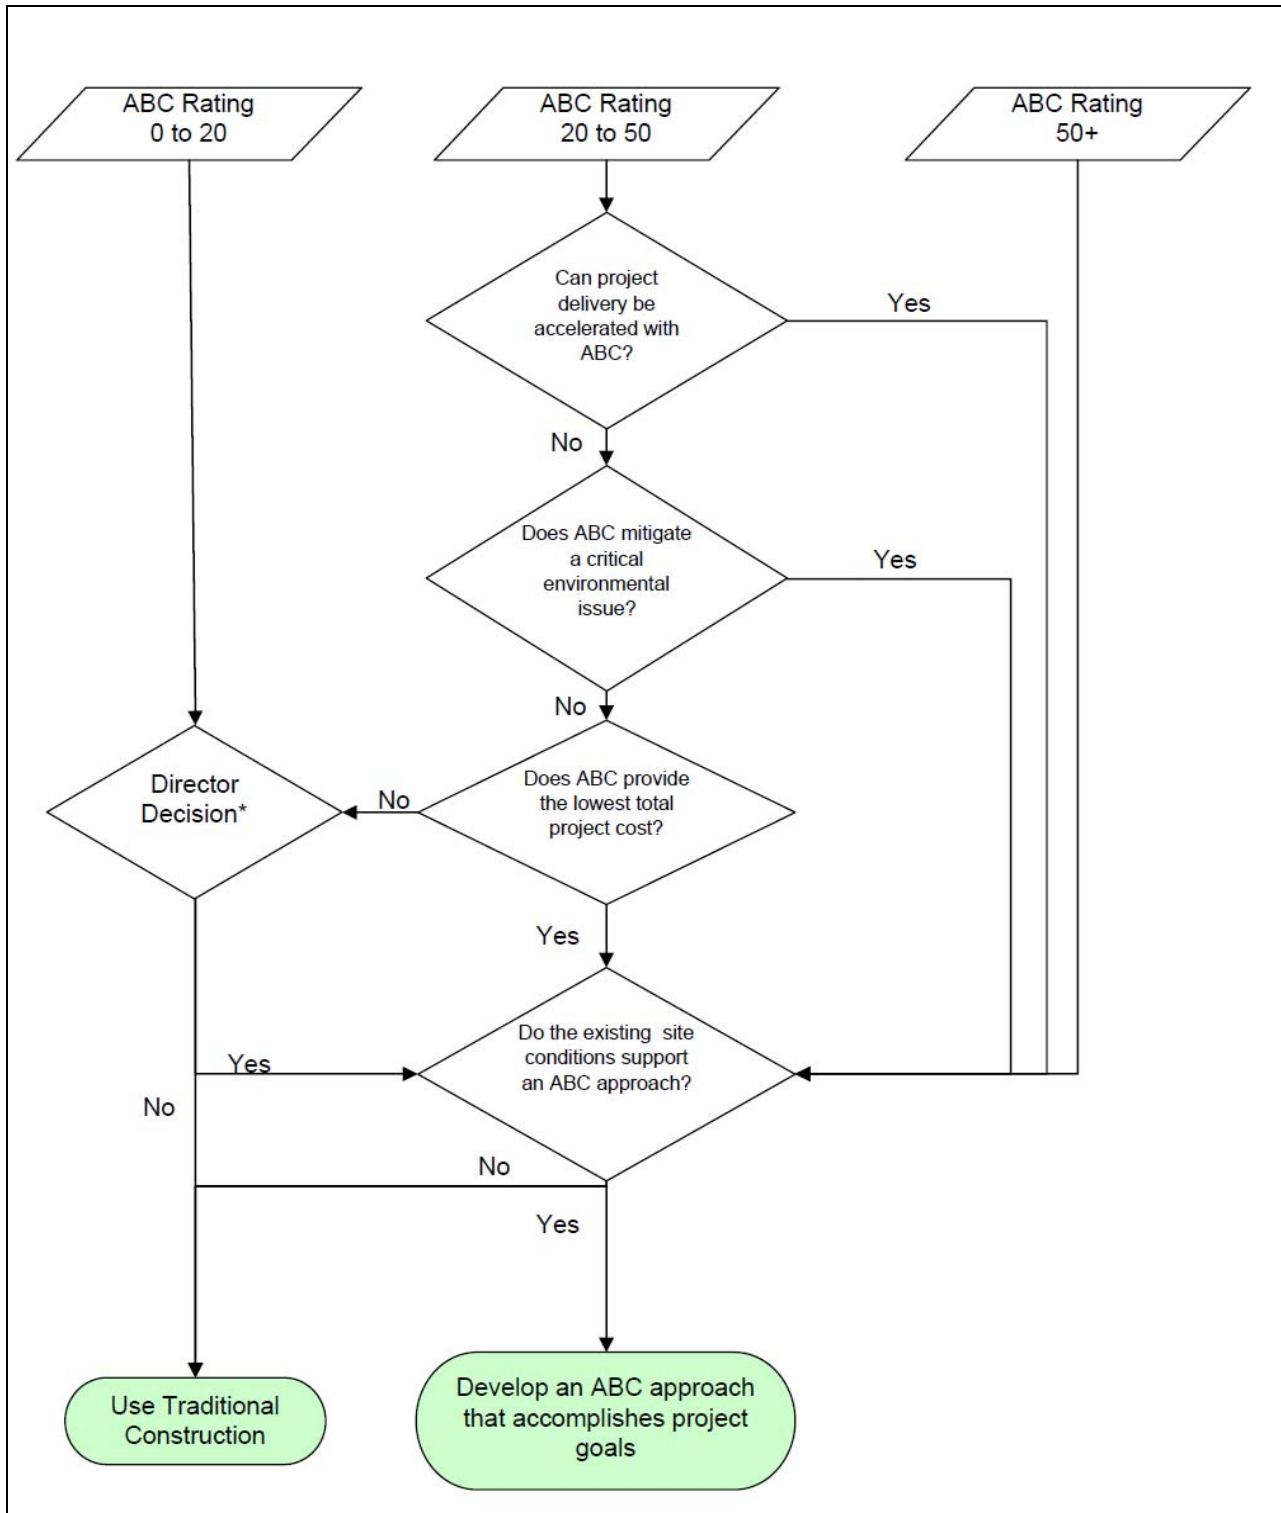 ABC Rating
0 to 20
ABC Rating
20 to 50
ABC Rating
50+
Can project
delivery be
accelerated with
ABC?
Yes
No
Does ABC mitigate
a critical
environmental
issue?
Yes
No
Director
Decision*
No
Does ABC provide
the lowest total
project cost?
Yes
Do the existing site
conditions support
an ABC approach?
Yes
No
No
Yes
Use Traditional
Construction
Develop an ABC approach
that accomplishes project
goals